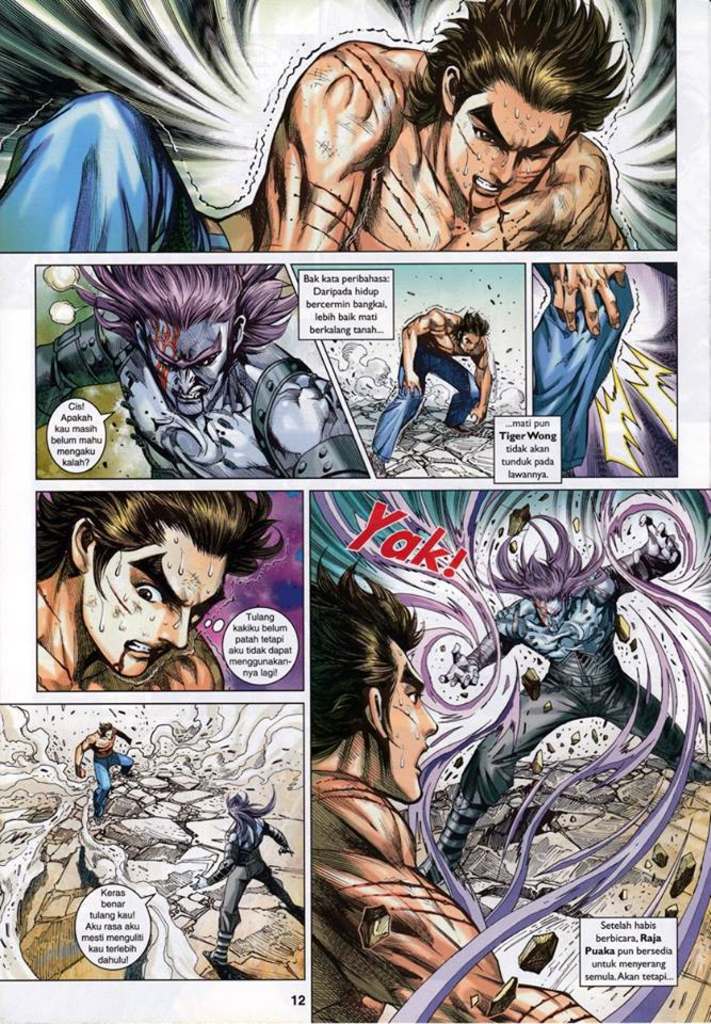 Bak kata peribahasa:
Daripada hidup
bercermin bangkai,
lebih baik mati
berkalang tanah...
Cis!
Apakah
kau masih
belum mahu
mengaku
kalah?
...mati pun
Tiger Wong
tidak akan
tunduk pada
lawannya.
Tulang
kakiku belum
patah tetapi
aku tidak dapat
menggunakan-
nya lagi!
Yak!
Keras
benar
tulang kau!
Aku rasa aku
mesti menguliti
kau terlebih
dahulu!
Setelah habis
berbicara, Raja
Puaka pun bersedia
untuk menyerang
semula. Akan tetapi...
12